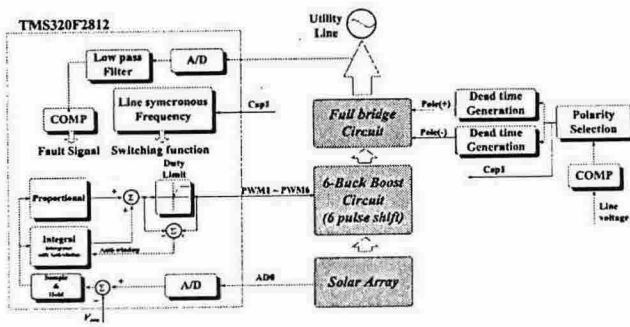 TMS320F2812
Utility
Line
Low pass
Filter
A/D
COMP
Line symcronous
Frequency
Cap1
Fault Signal
Switching function
Full bridge
Circuit
Pole(+)
Pole(-)
Dead time
Generation
Dead time
Generation
Polarity
Selection
Cap1
COMP
Line
voltage
Duty
Limit
Proportional
+
+
Σ
PWM1 ~ PWM6
6-Buck Boost
Circuit
(6 pulse shift)
Integral
Integrator
with Anti-windup
Σ
Sample
&
Hold
Σ
+
-
A/D
AD0
Solar Array